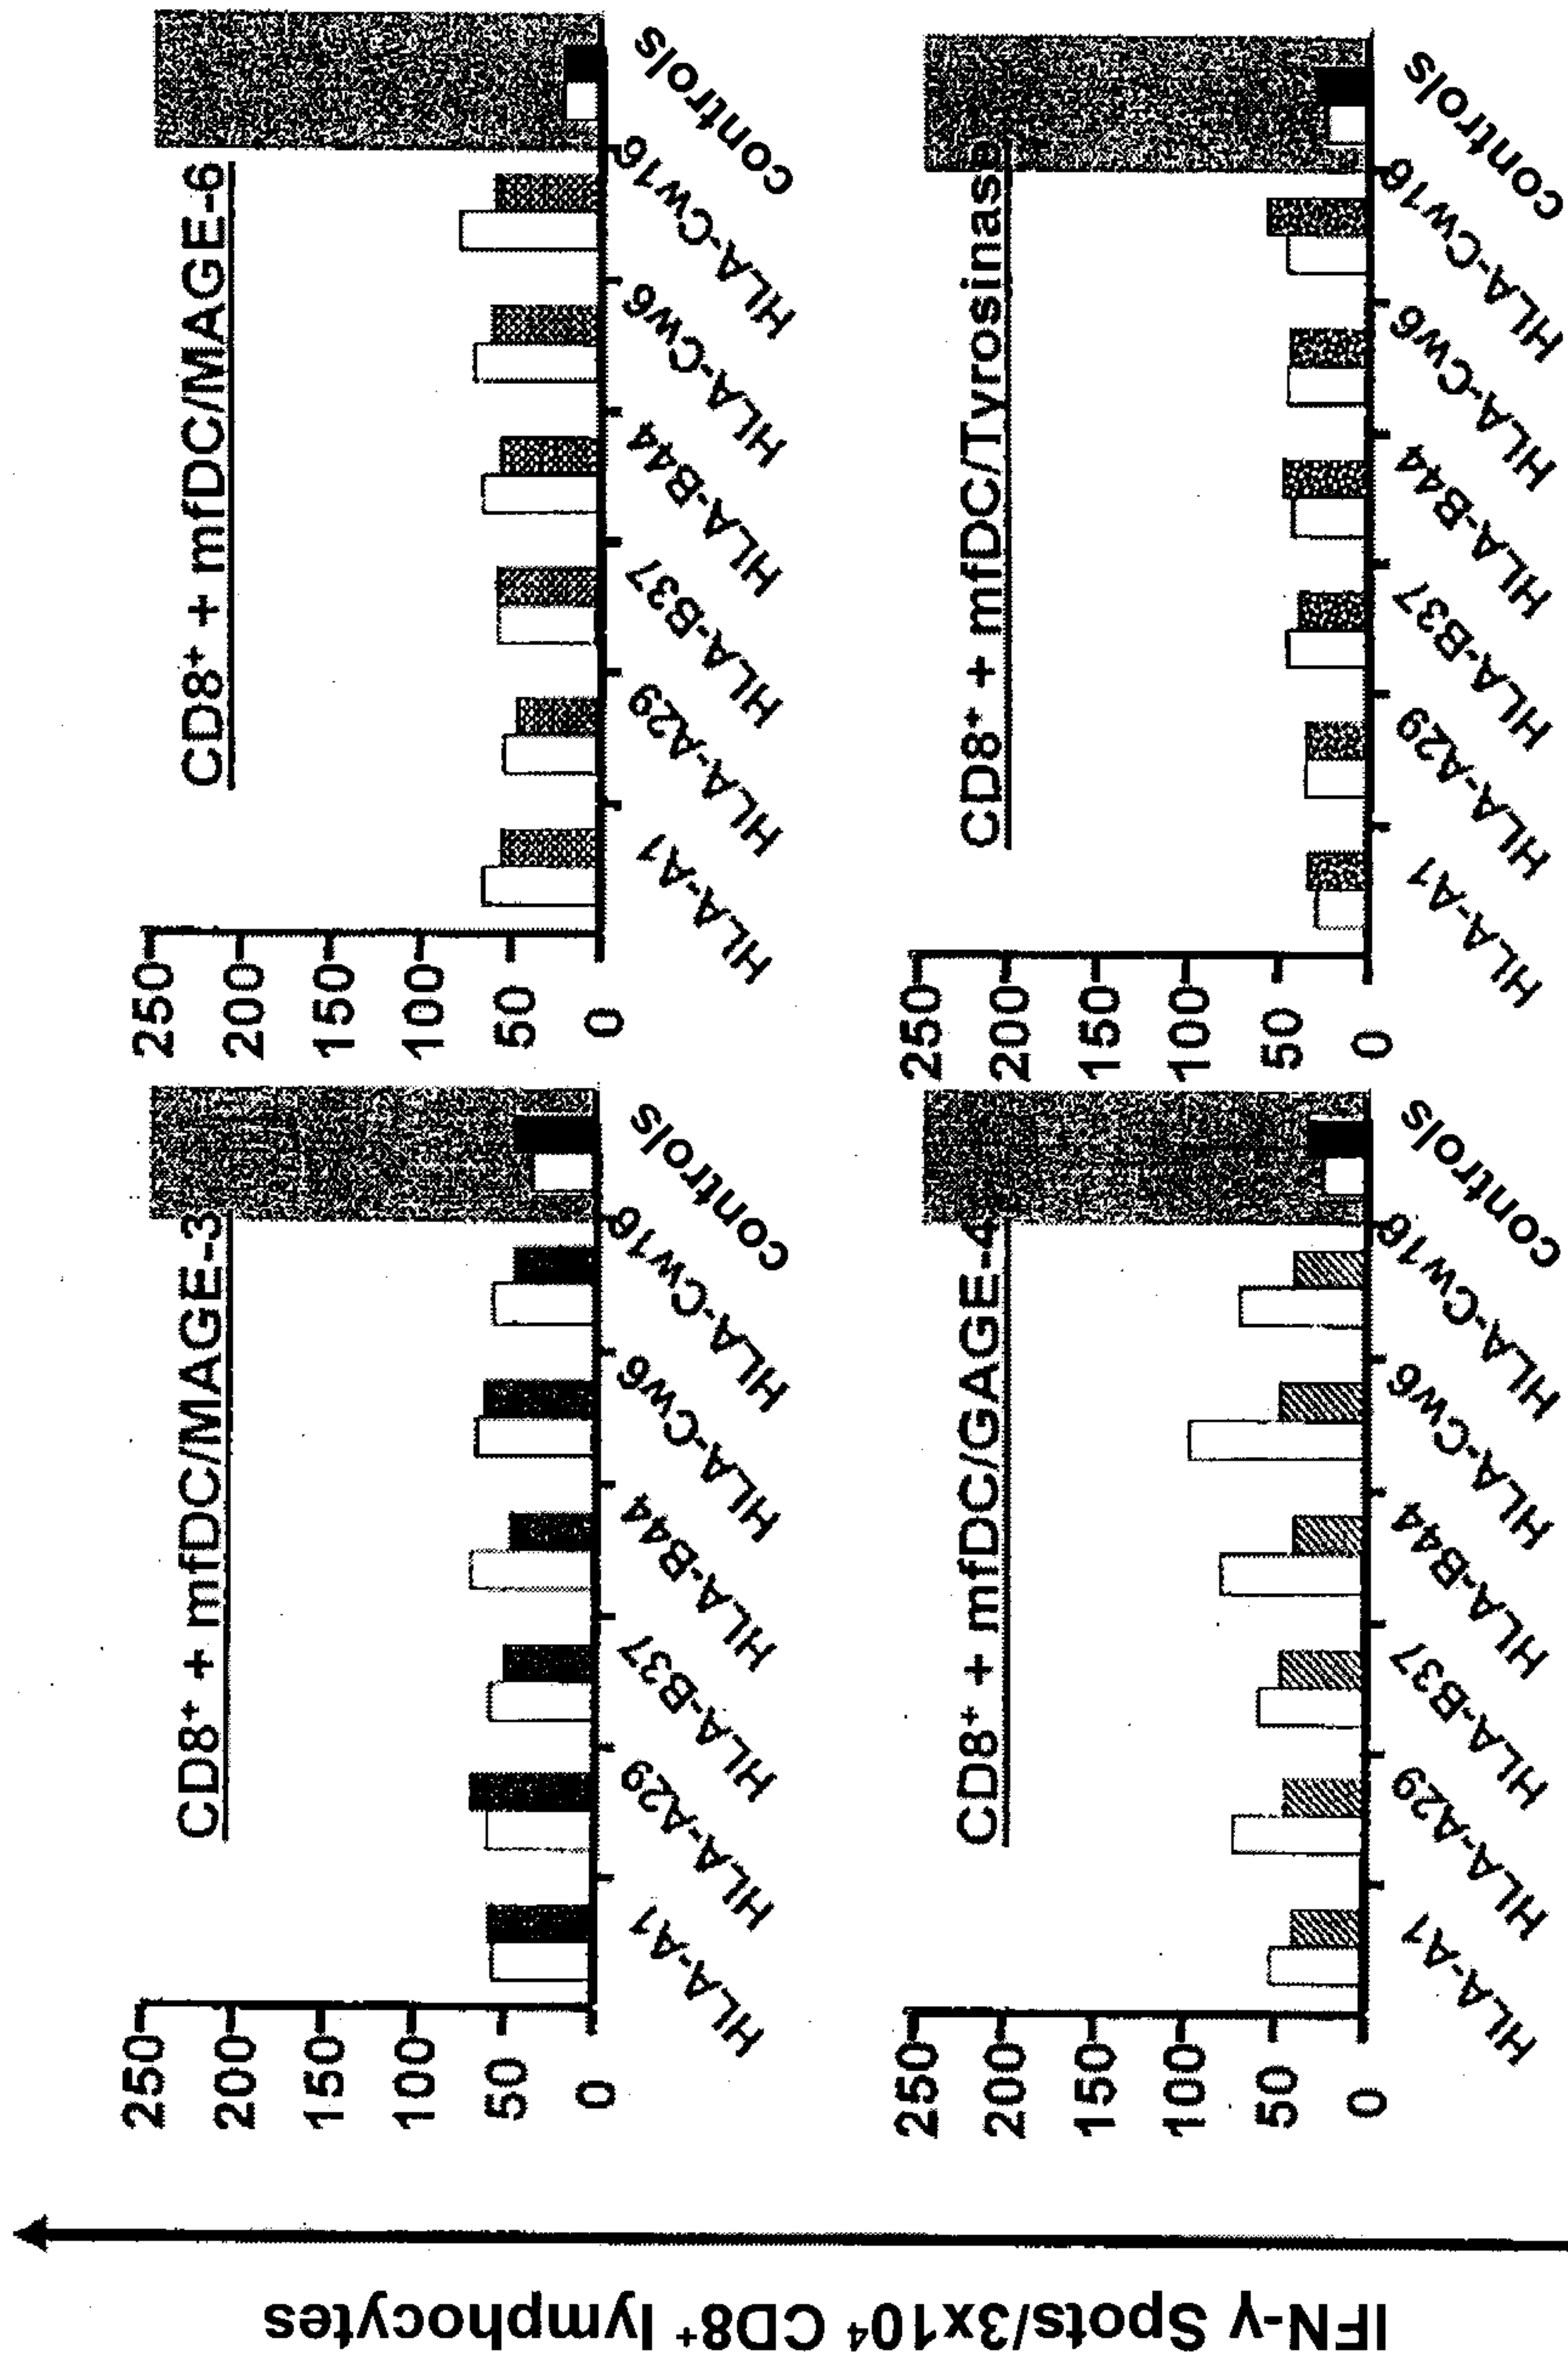 IFN-γ Spots/3x10⁴ CD8⁺ lymphocytes
CD8⁺ + mfDC/MAGE-3
250
200
150
100
50
0
HLA-A1
HLA-A29
HLA-B37
HLA-B44
HLA-Cw6
HLA-Cw16
controls
CD8⁺ + mfDC/MAGE-6
250
200
150
100
50
0
HLA-A1
HLA-A29
HLA-B37
HLA-B44
HLA-Cw6
HLA-Cw16
controls
CD8⁺ + mfDC/GAGE-4
250
200
150
100
50
0
HLA-A1
HLA-A29
HLA-B37
HLA-B44
HLA-Cw6
HLA-Cw16
controls
CD8⁺ + mfDC/Tyrosinase
250
200
150
100
50
0
HLA-A1
HLA-A29
HLA-B37
HLA-B44
HLA-Cw6
HLA-Cw16
controls